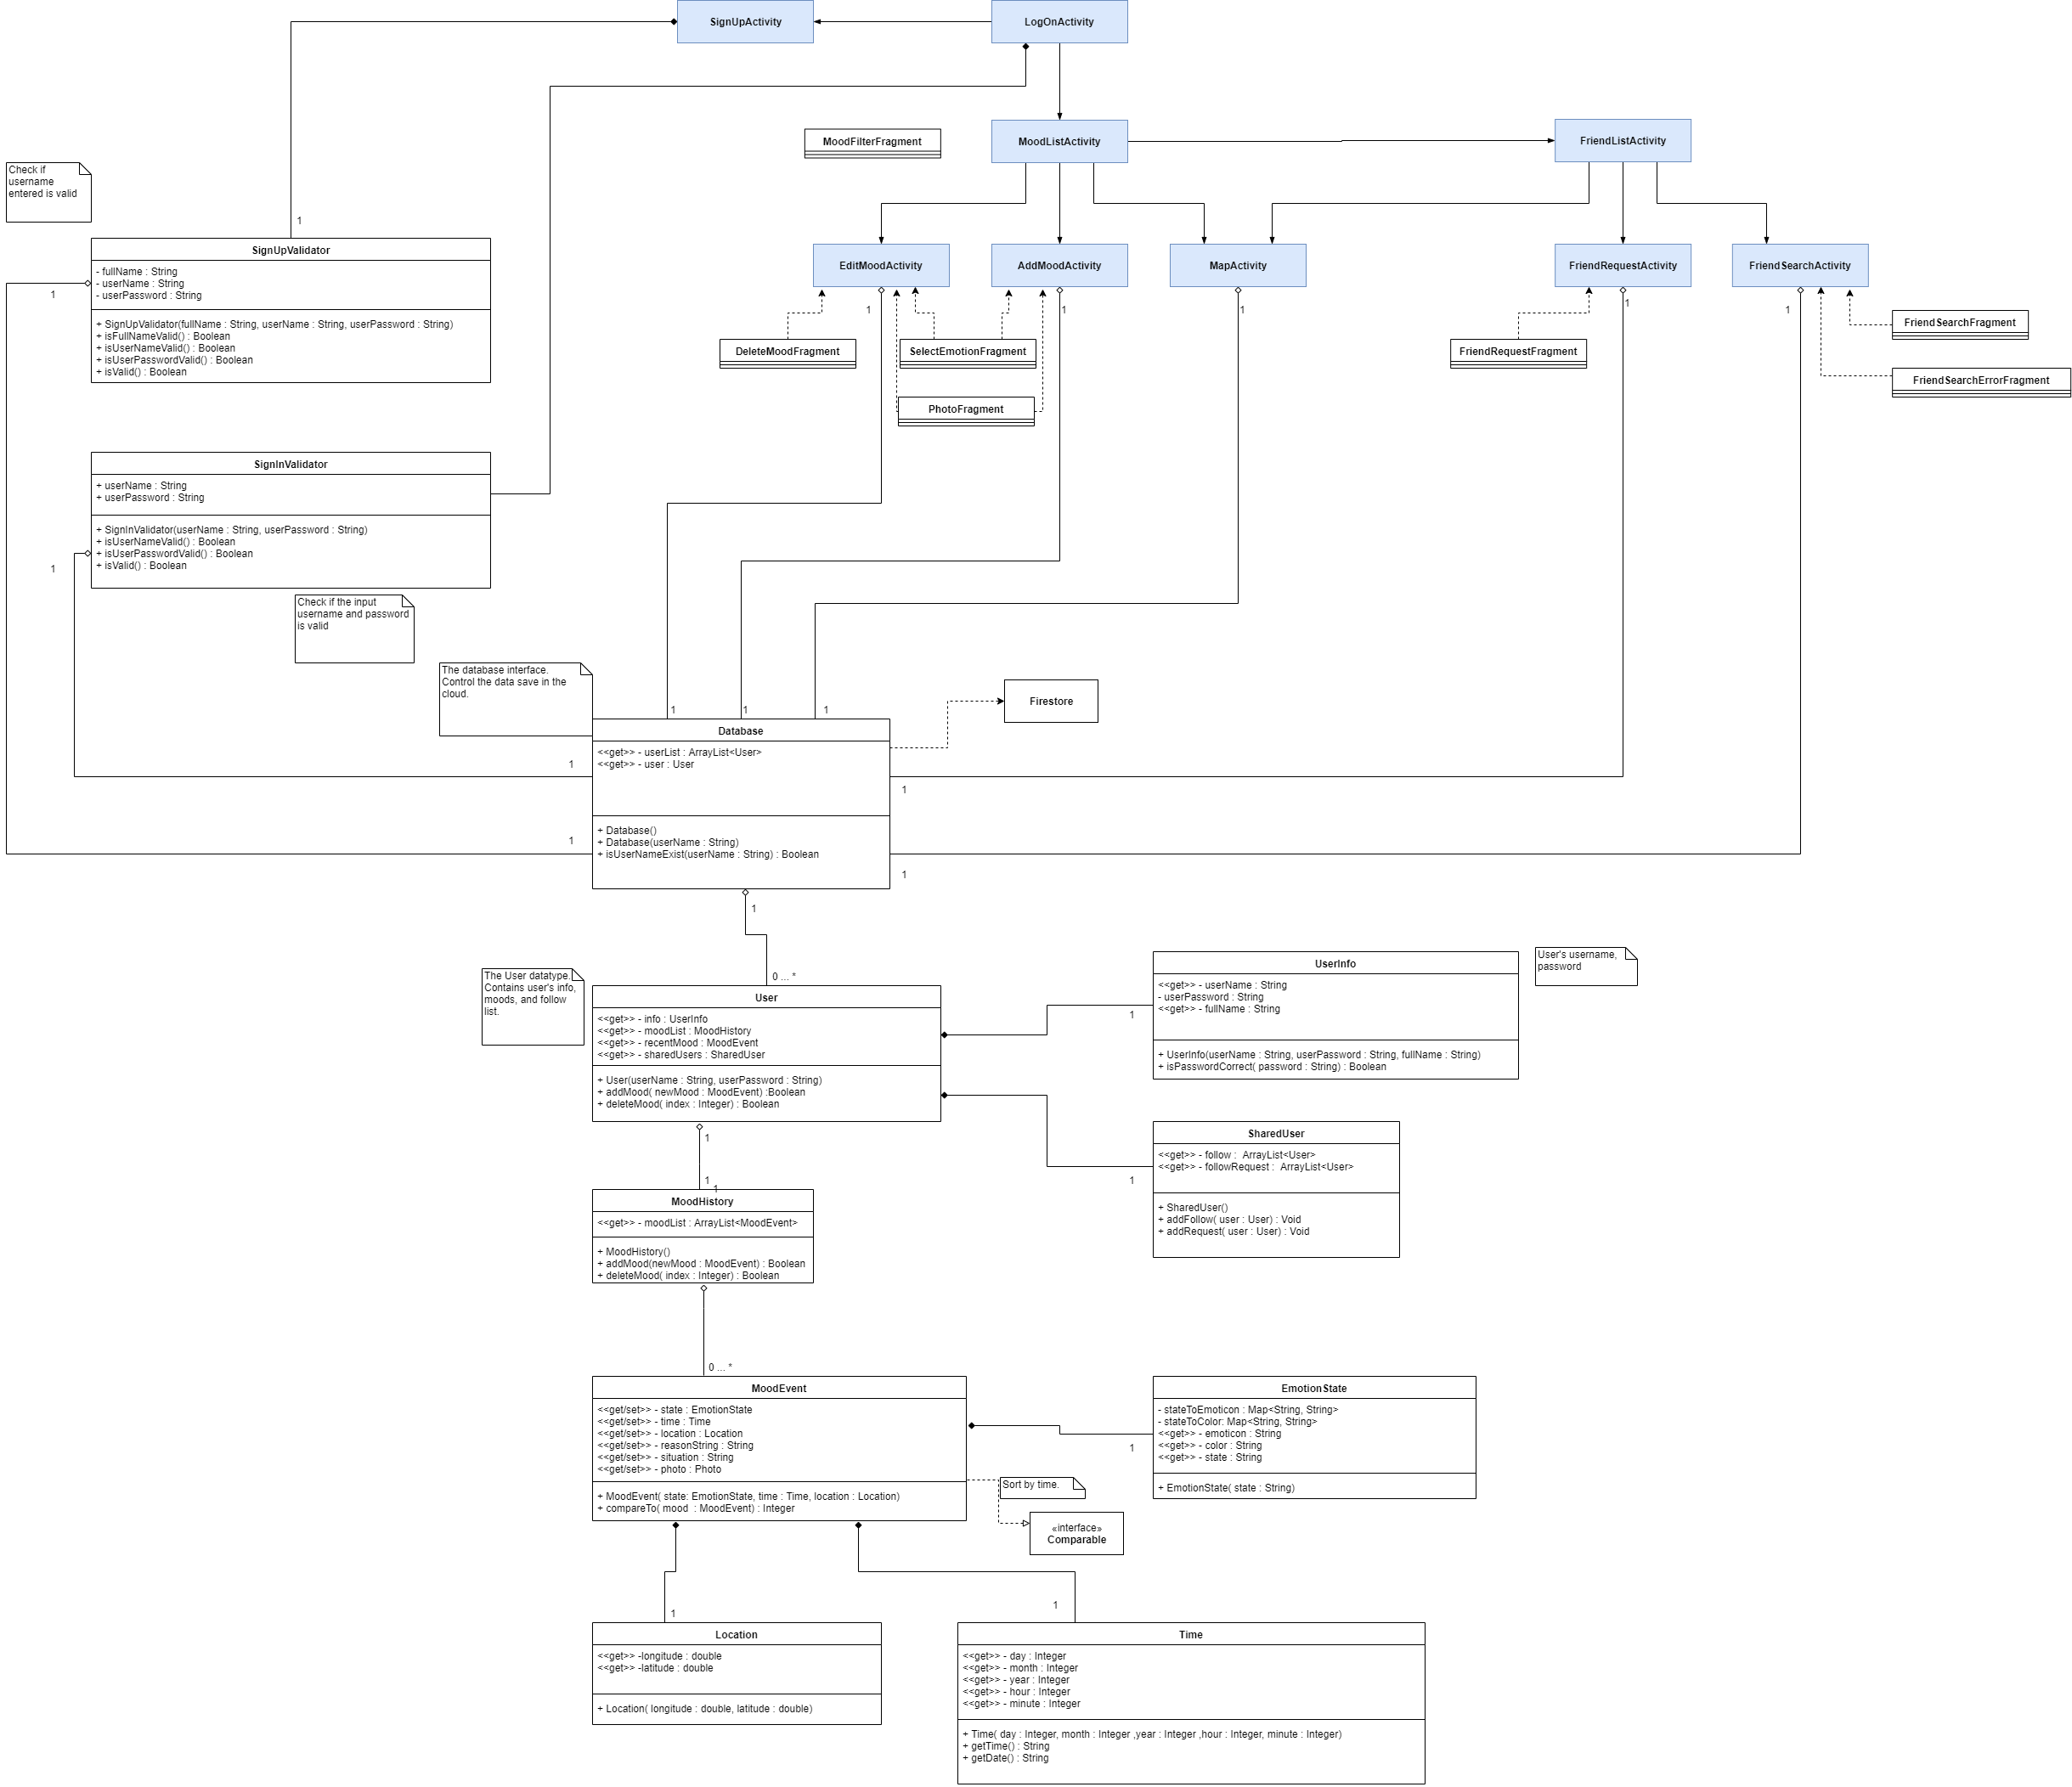 SignUpActivity
LogOnActivity
MoodFilterFragment
MoodListActivity
FriendListActivity
Check if
username
entered is valid
1
SignUpValidator
- fullName : String
- userName : String
- userPassword : String
+ SignUpValidator(fullName : String, userName : String, userPassword : String)
+ isFullNameValid() : Boolean
+ isUserNameValid() : Boolean
+ isUserPasswordValid() : Boolean
+ isValid() : Boolean
1
EditMoodActivity
AddMoodActivity
MapActivity
FriendRequestActivity
FriendSearchActivity
1
1
1
1
1
DeleteMoodFragment
SelectEmotionFragment
PhotoFragment
FriendRequestFragment
FriendSearchFragment
FriendSearchErrorFragment
SignInValidator
+ userName : String
+ userPassword : String
+ SignInValidator(userName : String, userPassword : String)
+ isUserNameValid() : Boolean
+ isUserPasswordValid() : Boolean
+ isValid() : Boolean
1
Check if the input
username and password
is valid
The database interface.
Control the data save in the
cloud.
1
1
1
Firestore
Database
<<get>> - userList : ArrayList<User>
<<get>> - user : User
+ Database()
+ Database(userName : String)
+ isUserNameExist(userName : String) : Boolean
1
1
1
1
1
0 ... *
The User datatype.
Contains user's info,
moods, and follow
list.
User
<<get>> - info : UserInfo
<<get>> - moodList : MoodHistory
<<get>> - recentMood : MoodEvent
<<get>> - sharedUsers : SharedUser
+ User(userName : String, userPassword : String)
+ addMood( newMood : MoodEvent) :Boolean
+ deleteMood( index : Integer) : Boolean
1
UserInfo
<<get>> - userName : String
- userPassword : String
<<get>> - fullName : String
+ UserInfo(userName : String, userPassword : String, fullName : String)
+ isPasswordCorrect( password : String) : Boolean
User's username,
password
1
SharedUser
<<get>> - follow :  ArrayList<User>
<<get>> - followRequest :  ArrayList<User>
+ SharedUser()
+ addFollow( user : User) : Void
+ addRequest( user : User) : Void
1
1
1
MoodHistory
<<get>> - moodList : ArrayList<MoodEvent>
+ MoodHistory()
+ addMood(newMood : MoodEvent) : Boolean
+ deleteMood( index : Integer) : Boolean
0 ... *
MoodEvent
<<get/set>> - state : EmotionState
<<get/set>> - time : Time
<<get/set>> - location : Location
<<get/set>> - reasonString : String
<<get/set>> - situation : String
<<get/set>> - photo : Photo
+ MoodEvent( state: EmotionState, time : Time, location : Location)
+ compareTo( mood  : MoodEvent) : Integer
1
EmotionState
- stateToEmoticon : Map<String, String>
- stateToColor: Map<String, String>
<<get>> - emoticon : String
<<get>> - color : String
<<get>> - state : String
+ EmotionState( state : String)
Sort by time.
«interface»
Comparable
1
Location
<<get>> -longitude : double
<<get>> -latitude : double
+ Location( longitude : double, latitude : double)
1
Time
<<get>> - day : Integer
<<get>> - month : Integer
<<get>> - year : Integer
<<get>> - hour : Integer
<<get>> - minute : Integer
+ Time( day : Integer, month : Integer ,year : Integer ,hour : Integer, minute : Integer)
+ getTime() : String
+ getDate() : String